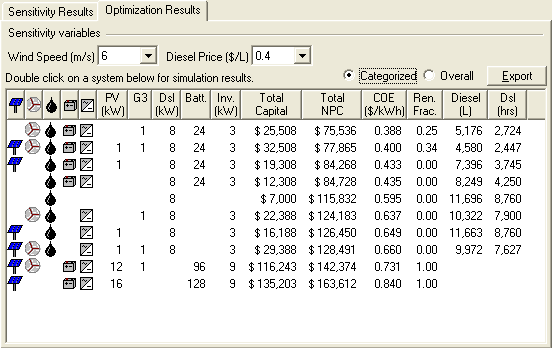 Sensitivity Results Optimization Results
Sensitivity variables
Wind Speed (m/s) 6 Diesel Price ($/L) 0.4
Double click on a system below for simulation results. Categorized Overall Export
PV (kW) G3 Dsl (kW) Batt. Inv. (kW) Total Capital Total NPC COE ($/kWh) Ren. Frac. Diesel (L) Dsl (hrs)
1 8 24 3 $ 25,508 $ 75,536 0.388 0.25 5,176 2,724
1 1 8 24 3 $ 32,508 $ 77,865 0.400 0.34 4,580 2,447
1 8 24 3 $ 19,308 $ 84,268 0.433 0.00 7,396 3,745
8 24 3 $ 12,308 $ 84,728 0.435 0.00 8,249 4,250
8 $ 7,000 $ 115,832 0.595 0.00 11,696 8,760
1 8 3 $ 22,388 $ 124,183 0.637 0.00 10,322 7,900
1 8 3 $ 16,188 $ 126,450 0.649 0.00 11,663 8,760
1 1 8 3 $ 29,388 $ 128,491 0.660 0.00 9,972 7,627
12 1 96 9 $ 116,243 $ 142,374 0.731 1.00
16 128 9 $ 135,203 $ 163,612 0.840 1.00